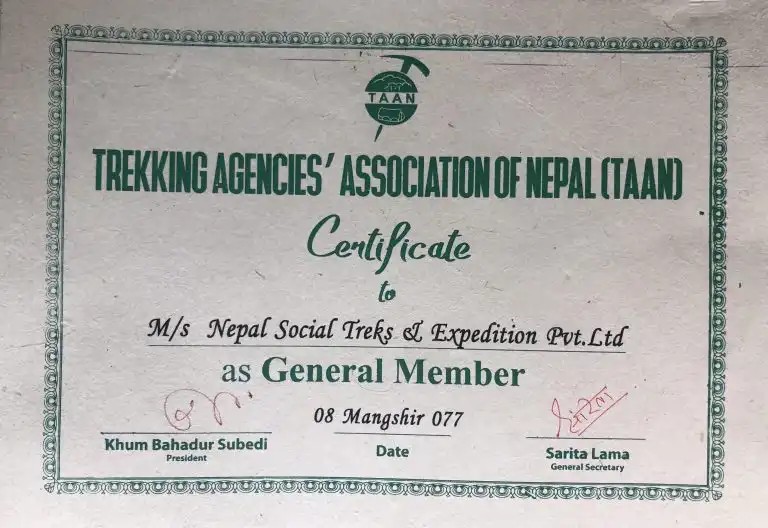 TAAN
TREKKING AGENCIES' ASSOCIATION OF NEPAL (TAAN)
Certificate
to
M/s Nepal Social Treks & Expedition Pvt.Ltd
as General Member
08 Mangshir 077
Khum Bahadur Subedi
President
Date
Sarita Lama
General Secretary